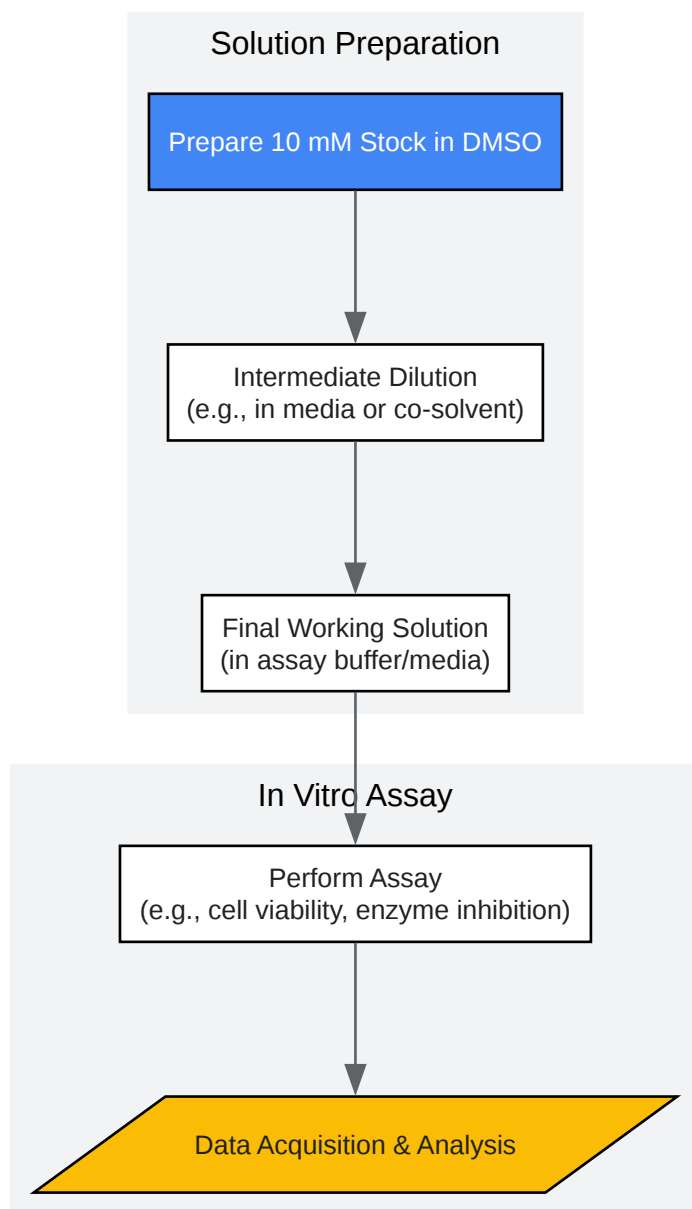 Solution Preparation
Prepare 10 mM Stock in DMSO
Intermediate Dilution
(e.g., in media or co-solvent)
Final Working Solution
(in assay buffer/media)
In Vitro Assay
Perform Assay
(e.g., cell viability, enzyme inhibition)
Data Acquisition & Analysis